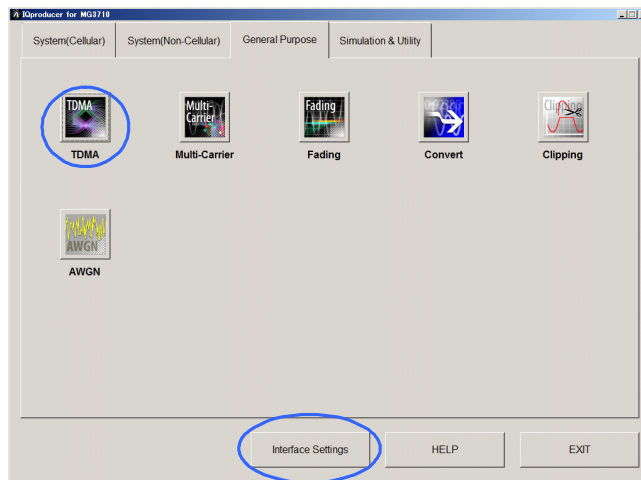 IQproducer for MG3710
System(Cellular) System(Non-Cellular) General Purpose Simulation & Utility
TDMA Multi-Carrier Fading Clipping
TDMA Multi-Carrier Fading Convert Clipping
AWGN
AWGN
Interface Settings HELP EXIT